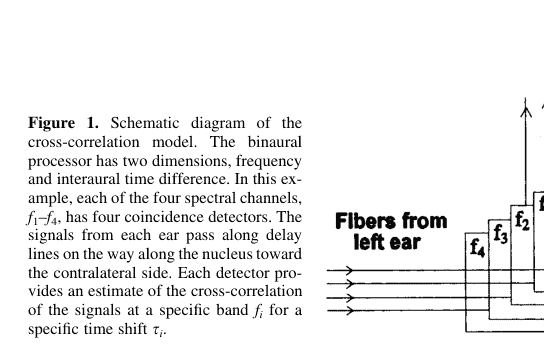 Figure 1. Schematic diagram of the
cross-correlation model. The binaural
processor has two dimensions, frequency
and interaural time difference. In this ex-
ample, each of the four spectral channels,
f₁–f₄, has four coincidence detectors. The
signals from each ear pass along delay
lines on the way along the nucleus toward
the contralateral side. Each detector pro-
vides an estimate of the cross-correlation
of the signals at a specific band fᵢ for a
specific time shift τᵢ.
Fibers from
left ear
f₄
f₃
f₂